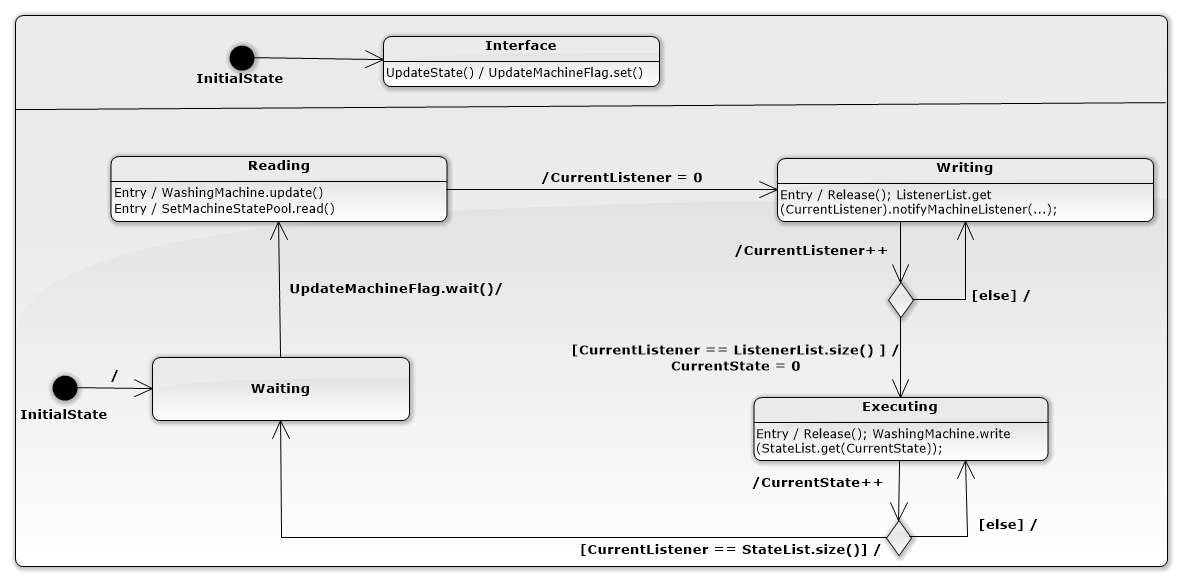 Interface
UpdateState() / UpdateMachineFlag.set()
InitialState
Reading
Entry / WashingMachine.update()
Entry / SetMachineStatePool.read()
/CurrentListener = 0
Writing
Entry / Release(); ListenerList.get
(CurrentListener).notifyMachineListener(...);
/CurrentListener++
[else] /
UpdateMachineFlag.wait()/
[CurrentListener == ListenerList.size() ] /
CurrentState = 0
/
Waiting
InitialState
Executing
Entry / Release(); WashingMachine.write
(StateList.get(CurrentState));
/CurrentState++
[else] /
[CurrentListener == StateList.size()] /